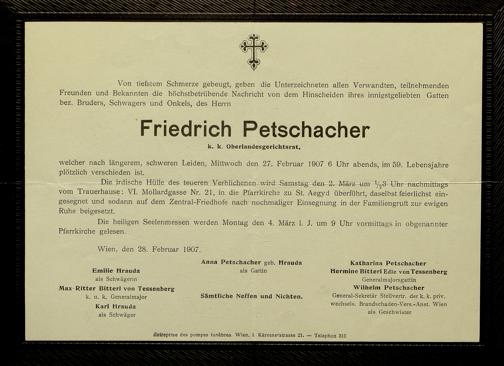 Von tiefstem Schmerze gebeugt, geben die Unterzeichneten allen Verwandten, teilnehmenden
Freunden und Bekannten die höchstbetrübende Nachricht von dem Hinscheiden ihres innigstgeliebten Gatten
bez. Bruders, Schwagers und Onkels, des Herrn
Friedrich Petschacher
k. k. Oberlandesgerichtsrat,
welcher nach längerem, schweren Leiden, Mittwoch den 27. Februar 1907 6 Uhr abends, im 59. Lebensjahre
plötzlich verschieden ist.
Die irdische Hülle des teueren Verblichenen wird Samstag den 2. März um ½3 Uhr nachmittags
vom Trauerhause: VI. Mollardgasse Nr. 21, in die Pfarrkirche zu St. Aegyd überführt, daselbst feierlichst ein-
gesegnet und sodann auf dem Zentral-Friedhofe nach nochmaliger Einsegnung in der Familiengruft zur ewigen
Ruhe beigesetzt.
Die heiligen Seelenmessen werden Montag den 4. März l. J. um 9 Uhr vormittags in obgenannter
Pfarrkirche gelesen.
Wien, den 28. Februar 1907.
Anna Petschacher geb. Hrauda
als Gattin
Emilie Hrauda
als Schwägerin
Max Ritter Bitterl von Tessenberg
k. u. k. Generalmajor
Karl Hrauda
als Schwäger
Sämtliche Neffen und Nichten.
Katharina Petschacher
Hermine Bitterl Edle von Tessenberg
Generalmajorsgattin
Wilhelm Petschacher
General-Sekretär Stellvertr. der k. k. priv.
wechsels. Brandschaden-Vers.-Anst. Wien
als Geschwister
Entreprise des pompes funèbres. Wien, I. Kärntnerstrasse 21. — Telephon